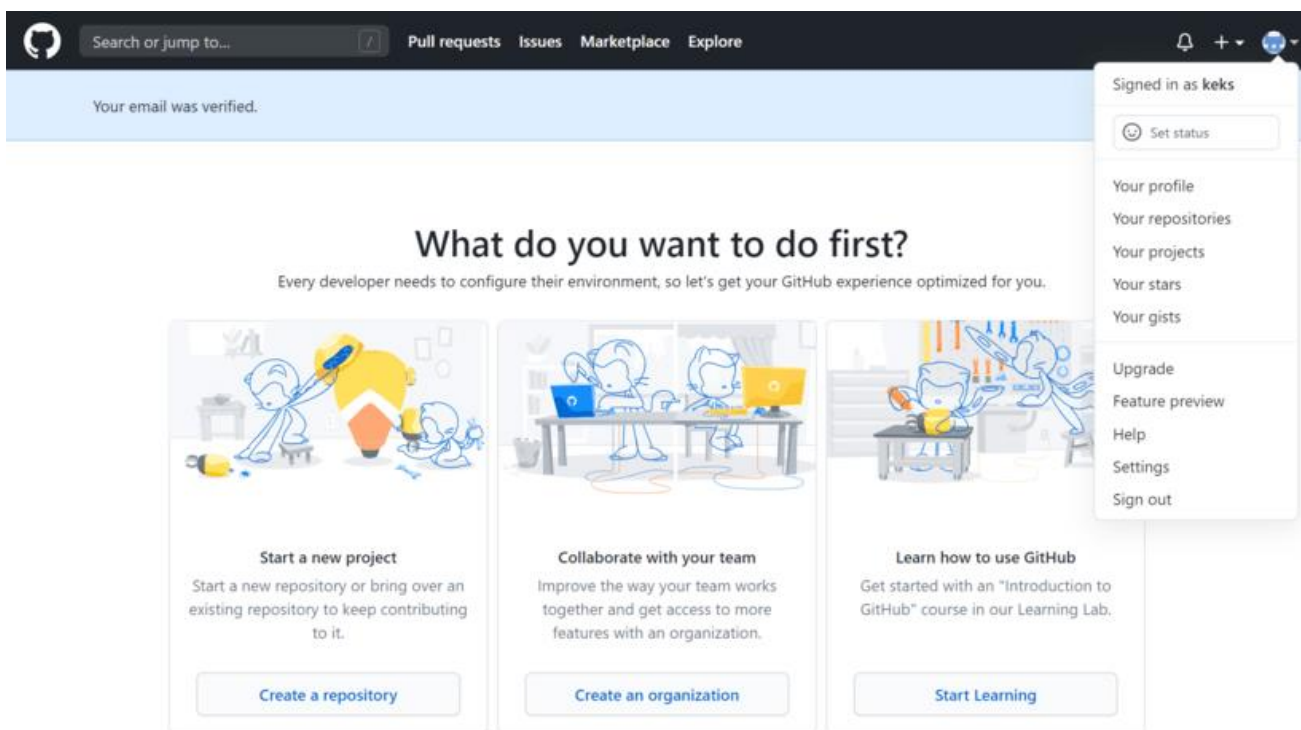 Search or jump to... /
Pull requests Issues Marketplace Explore
Your email was verified.
Signed in as keks
Set status
Your profile
Your repositories
Your projects
Your stars
Your gists
Upgrade
Feature preview
Help
Settings
Sign out
What do you want to do first?
Every developer needs to configure their environment, so let's get your GitHub experience optimized for you.
Start a new project
Start a new repository or bring over an
existing repository to keep contributing
to it.
Create a repository
Collaborate with your team
Improve the way your team works
together and get access to more
features with an organization.
Create an organization
Learn how to use GitHub
Get started with an "Introduction to
GitHub" course in our Learning Lab.
Start Learning